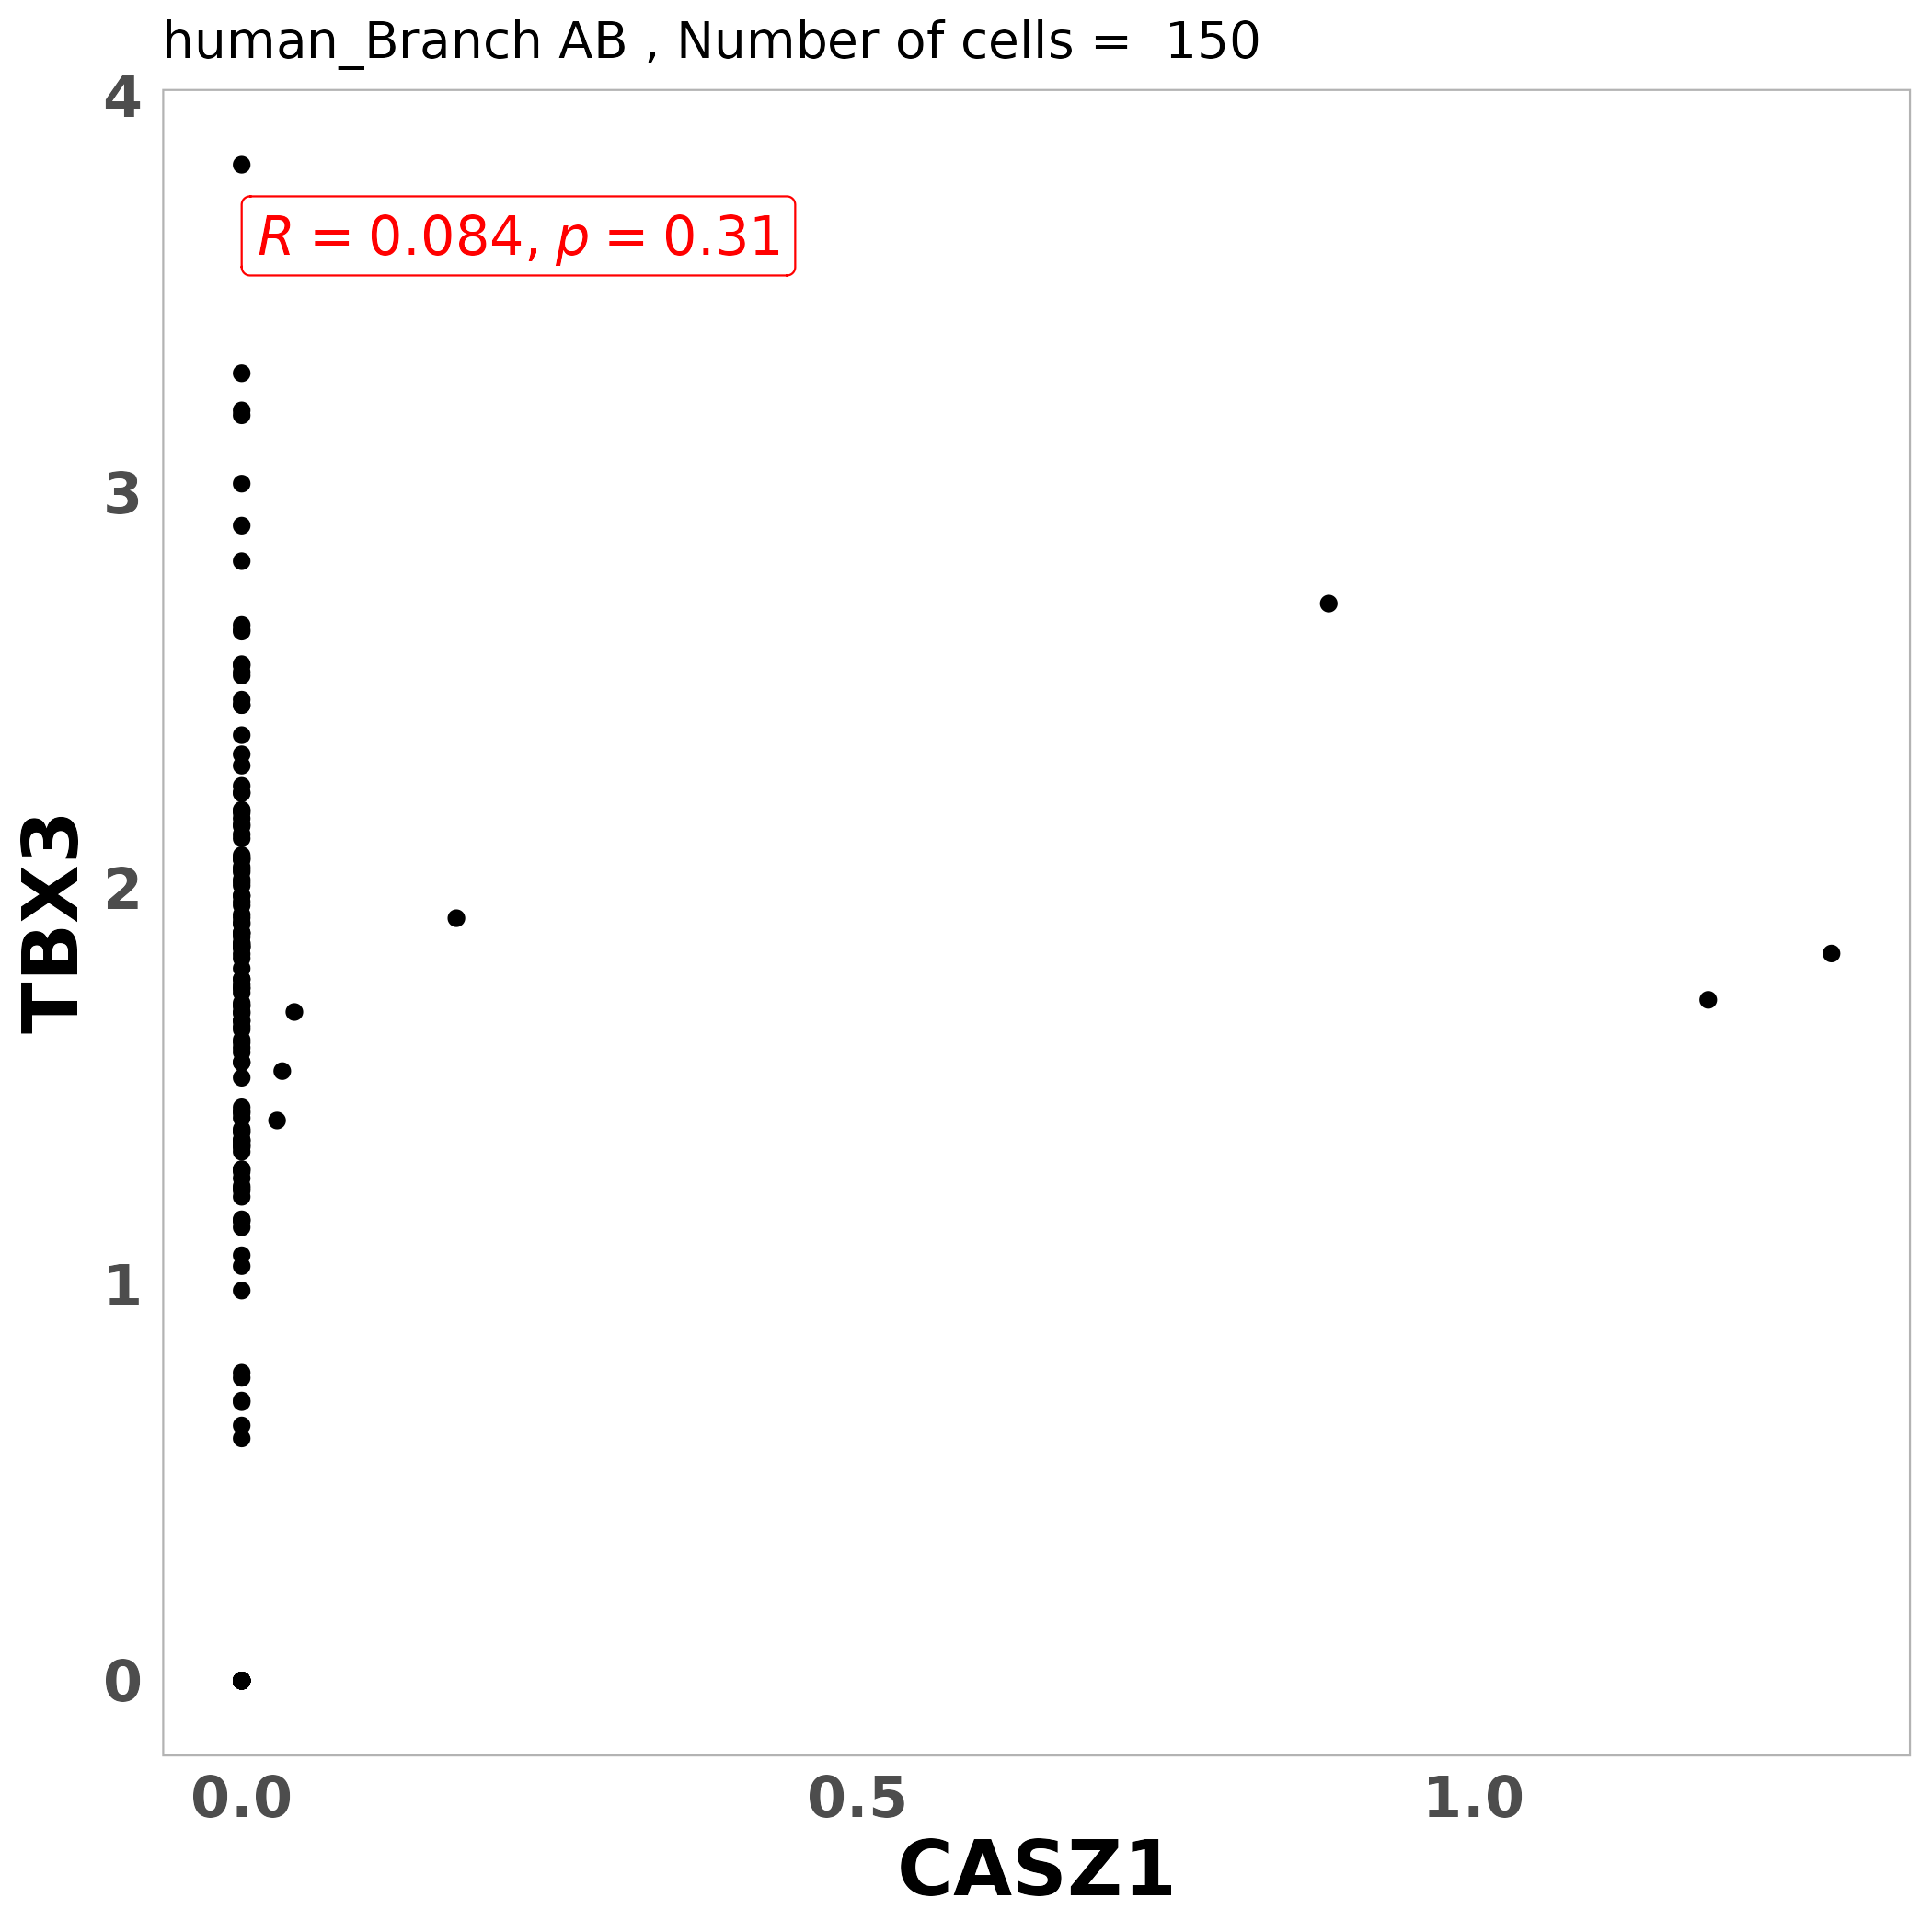 human_Branch AB , Number of cells =  150
4
R = 0.084, p = 0.31
3
2
TBX3
1
0
0.0 0.5 1.0
CASZ1